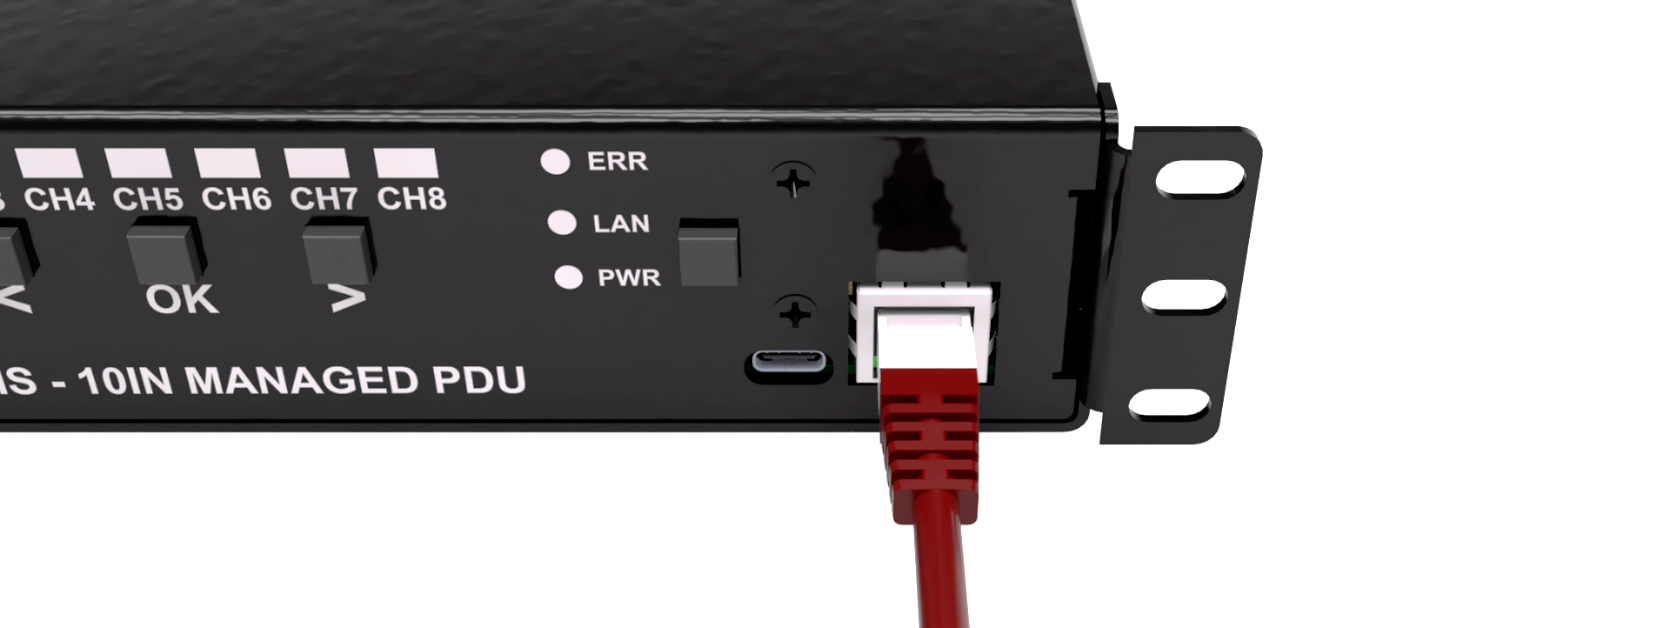 CH4 CH5 CH6 CH7 CH8
ERR
LAN
PWR
< OK >
- 10IN MANAGED PDU